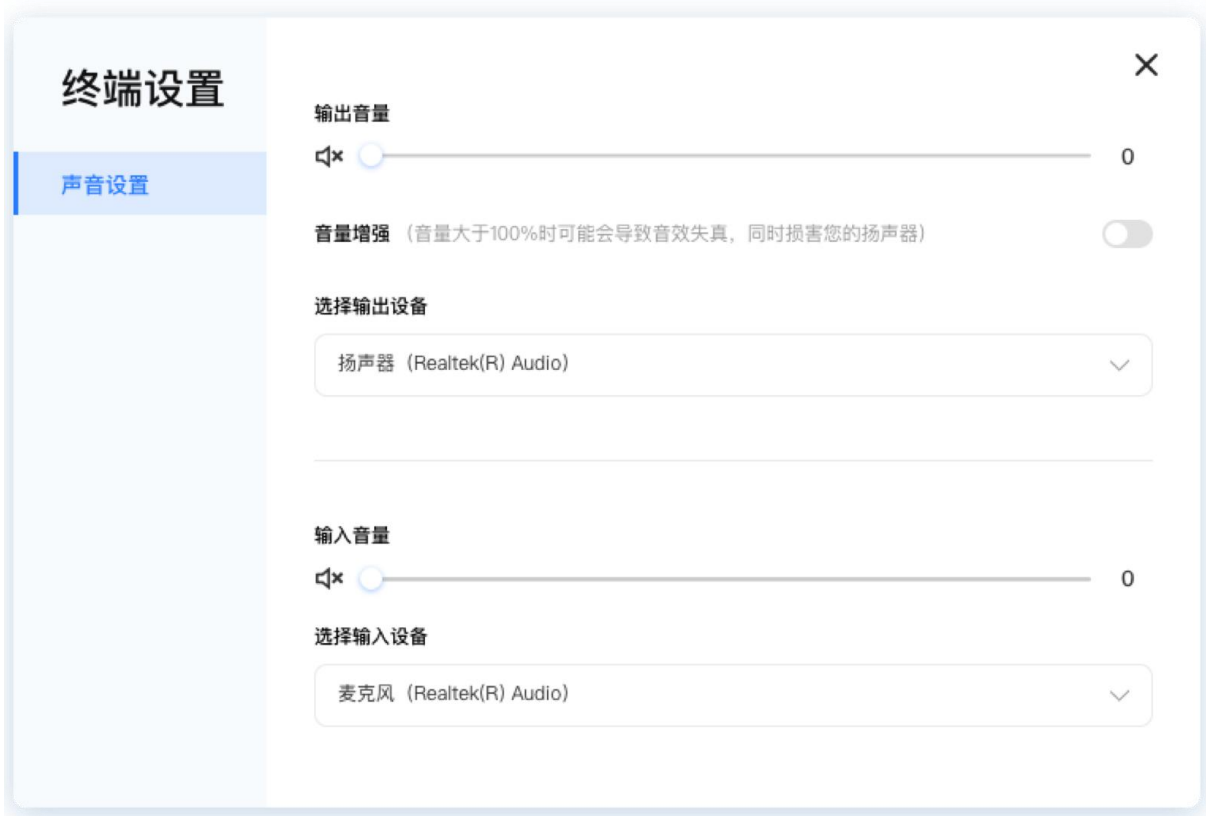 终端设置
声音设置
输出音量
0
音量增强（音量大于100%时可能会导致音效失真，同时损害您的扬声器）
选择输出设备
扬声器（Realtek(R) Audio）
输入音量
0
选择输入设备
麦克风（Realtek(R) Audio）